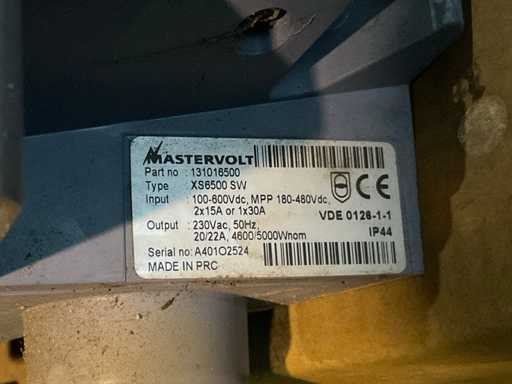 MASTERVOLT
Part no : 131016500
Type : XS6500 SW
Input : 100-600Vdc, MPP 180-480Vdc,
2x15A or 1x30A
Output : 230Vac, 50Hz,
20/22A, 4600/5000Wnom
Serial no: A401O2524
MADE IN PRC
CE
VDE 0126-1-1
IP44